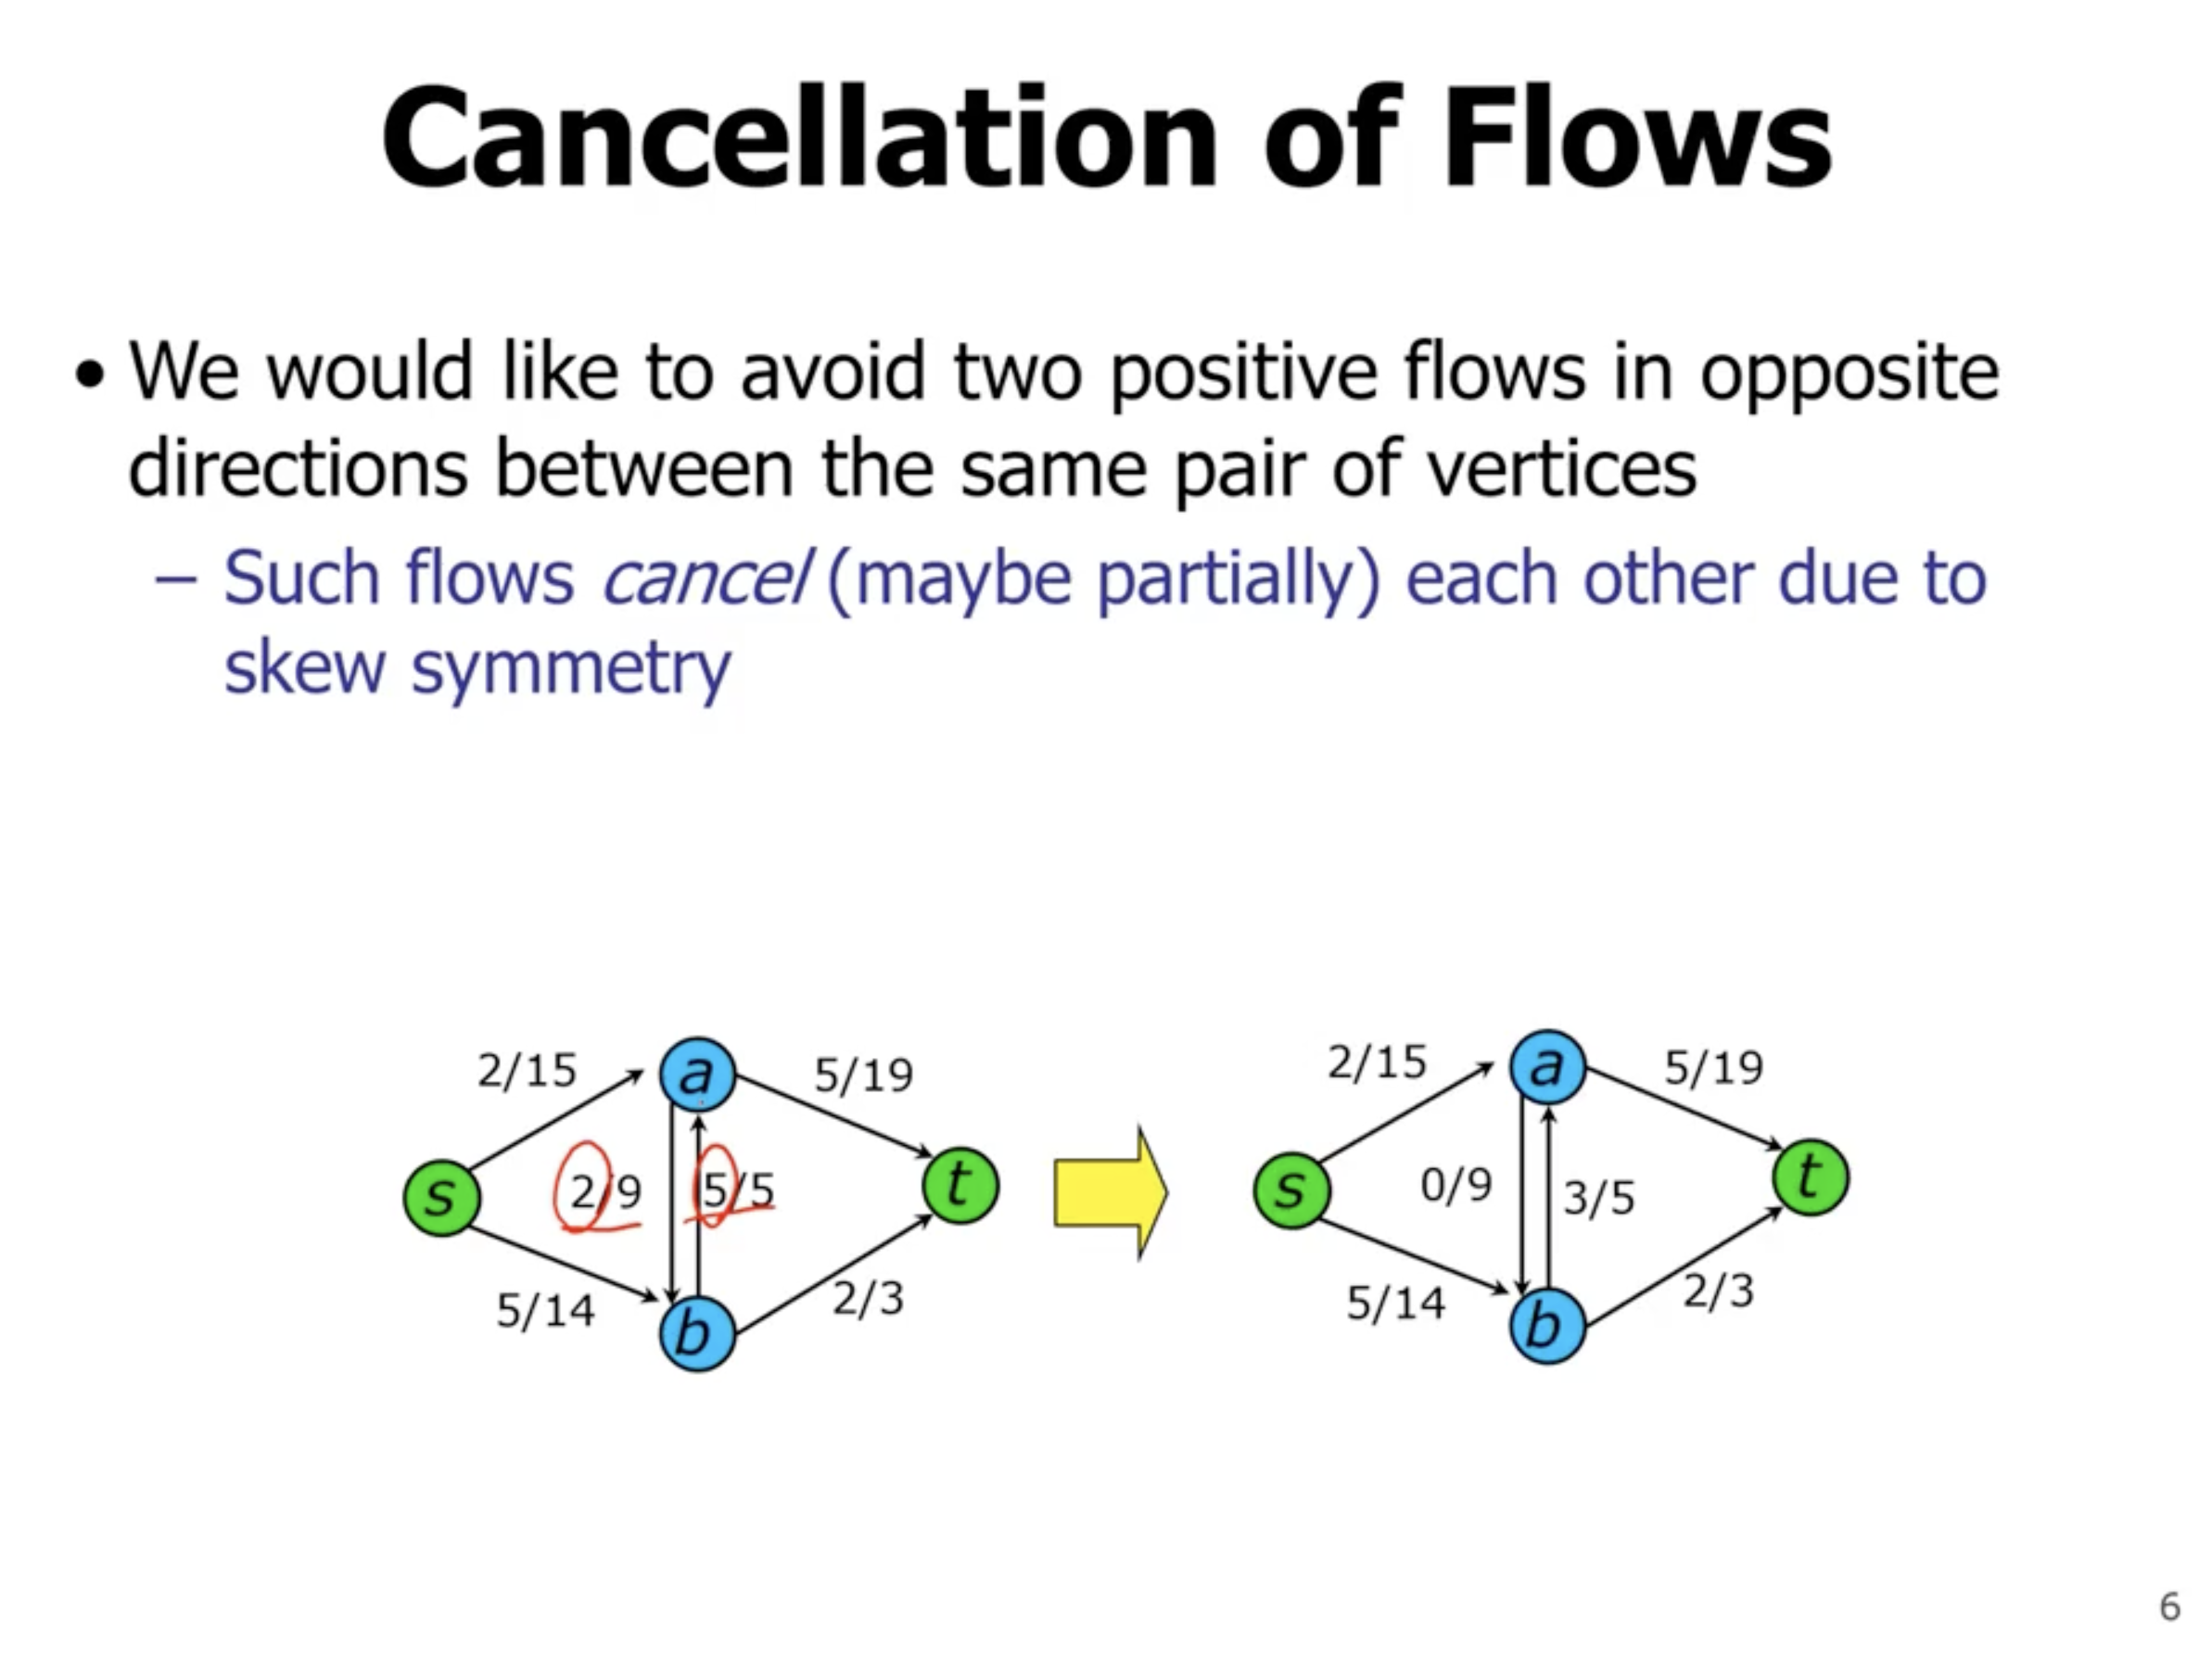 Cancellation of Flows
• We would like to avoid two positive flows in opposite
directions between the same pair of vertices
– Such flows cancel (maybe partially) each other due to
skew symmetry
2/15
a
5/19
s
2/9
5/5
t
5/14
b
2/3
2/15
a
5/19
s
0/9
3/5
t
5/14
b
2/3
6